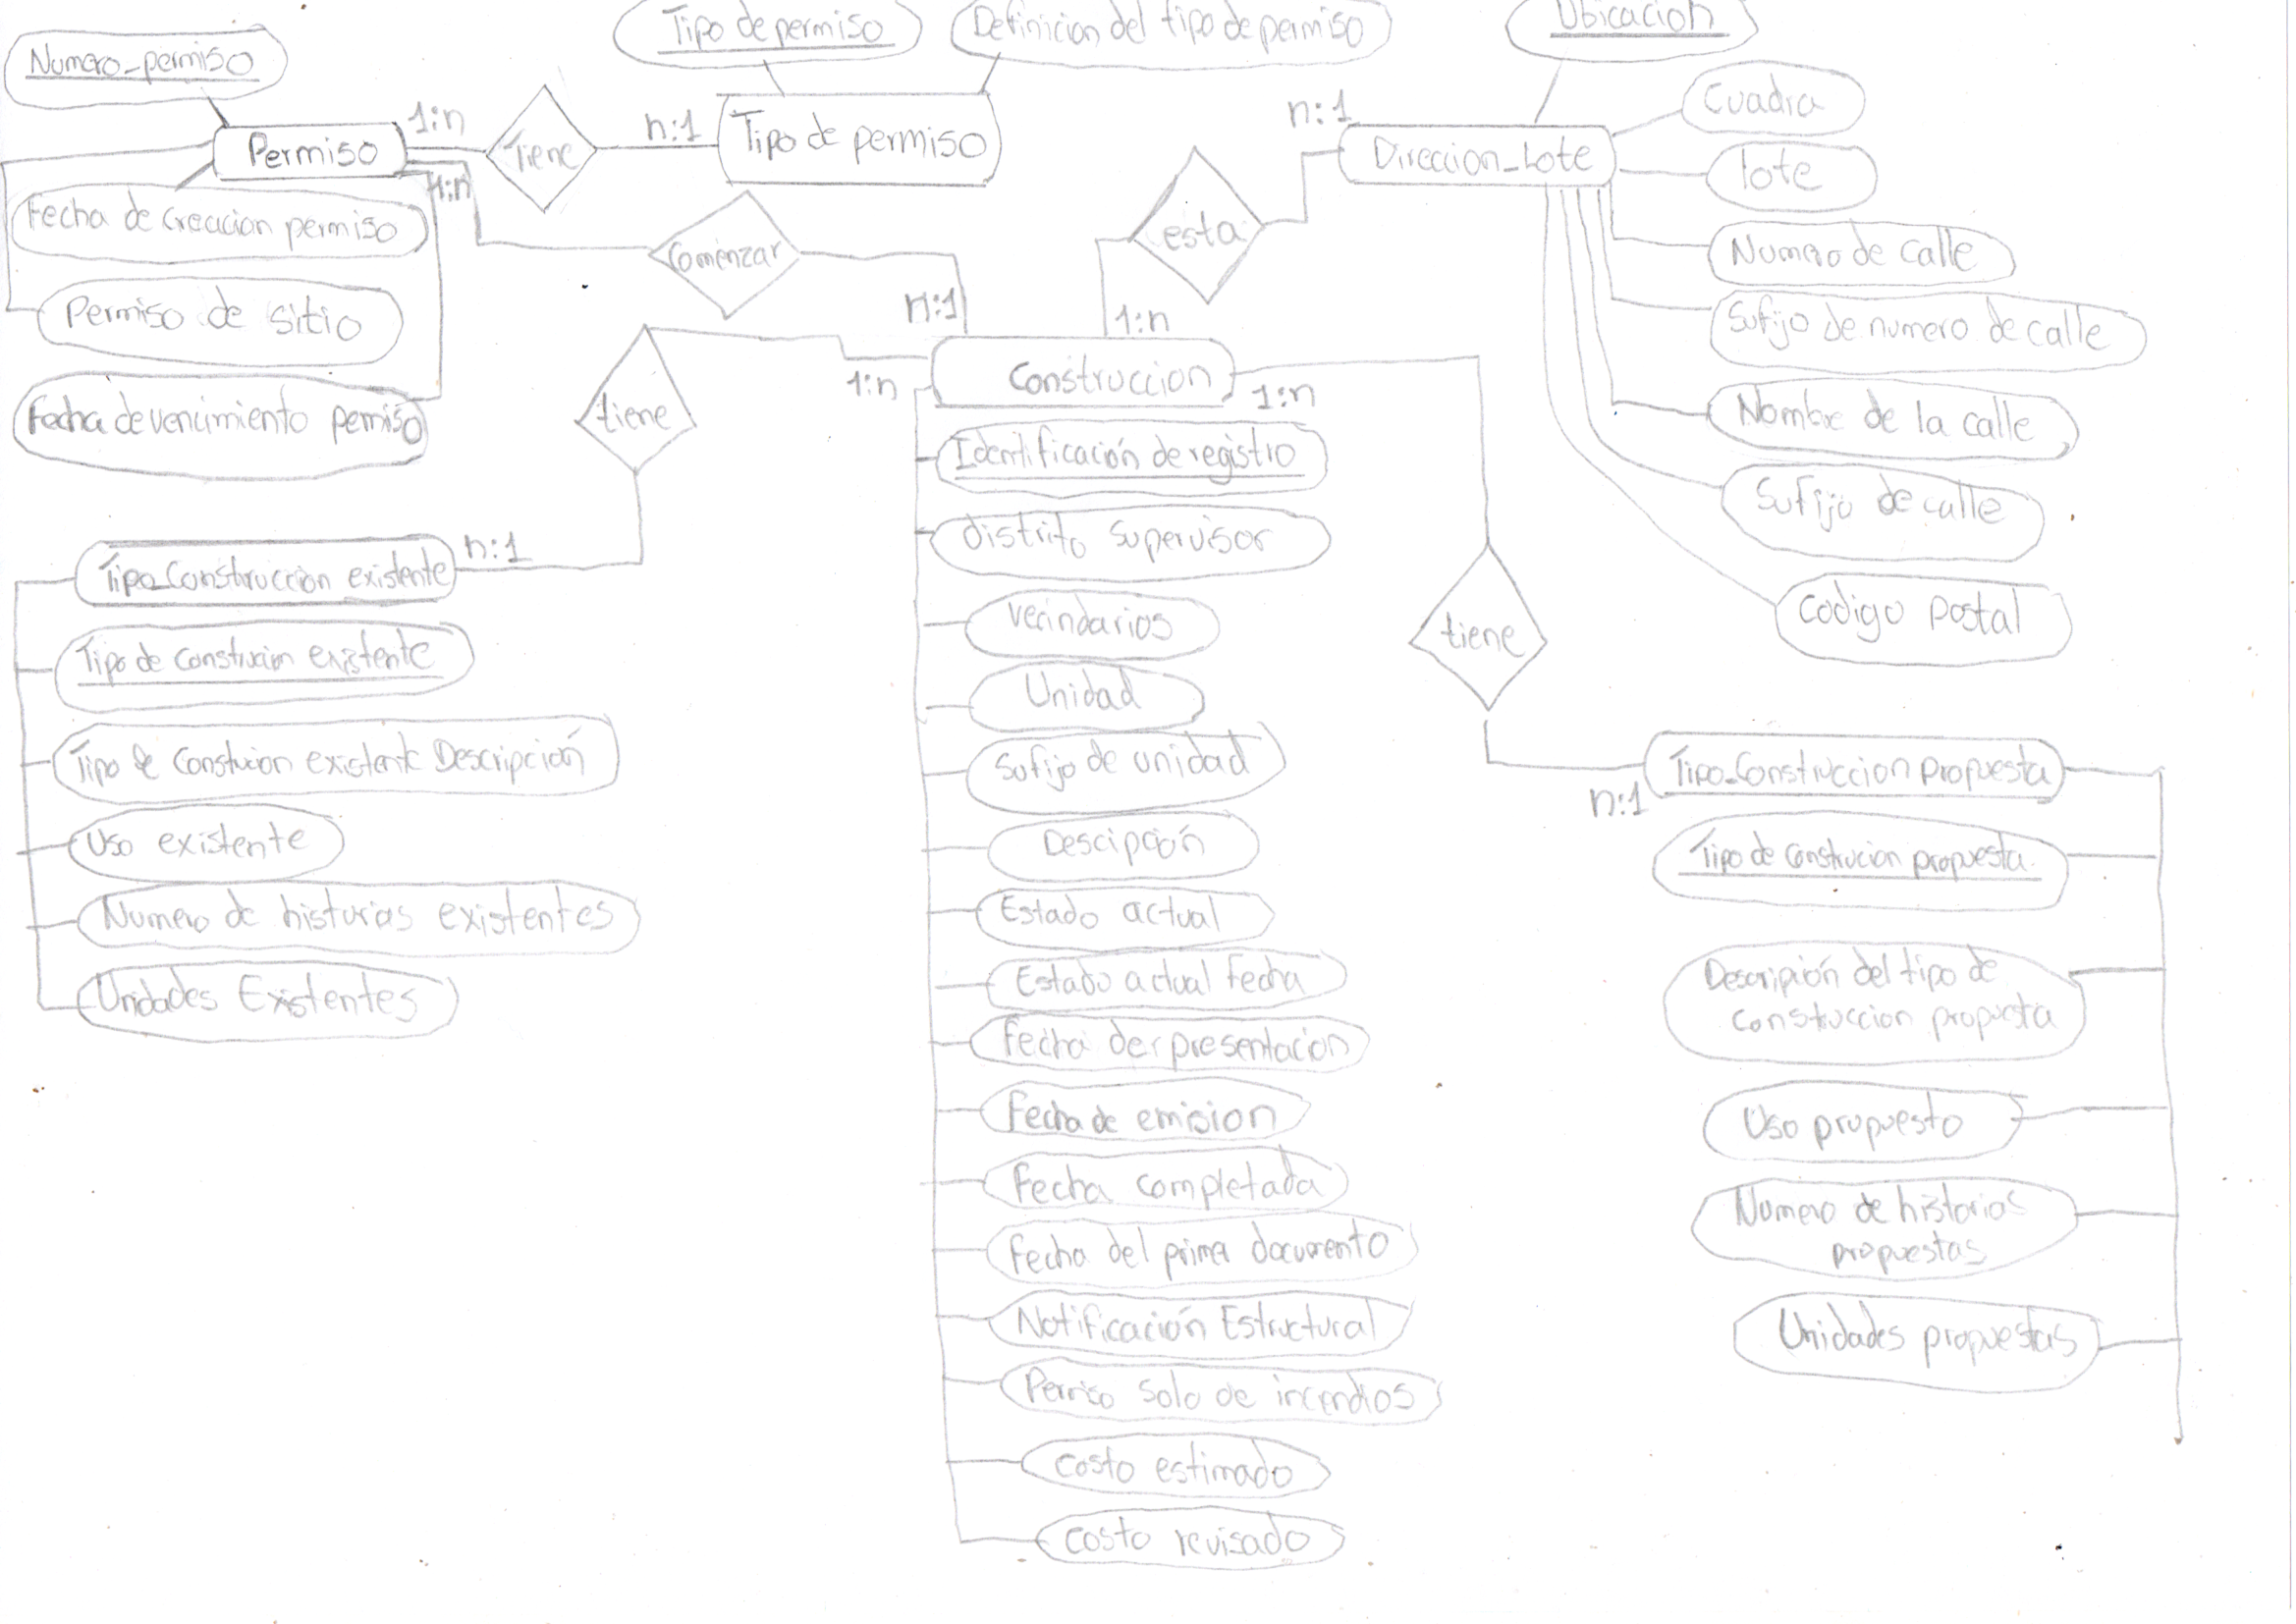 Tipo de permiso
Definicion del tipo de permiso
Ubicacion
Numero_permiso
Permiso
1:n
Tiene
n:1
Tipo de permiso
n:1
Direccion_Lote
Cuadra
lote
Numero de calle
Sufijo de numero de calle
Nombre de la calle
Sufijo de calle
Codigo Postal
1:n
Fecha de creacion permiso
Permiso de sitio
Fecha de vencimiento permiso
Comenzar
n:1
esta
1:n
tiene
1:n
Construccion
1:n
Identificación de registro
distrito supervisor
vecindarios
Unidad
Sufijo de unidad
Descipción
Estado actual
Estado actual fecha
Fecha de presentacion
Fecha de emision
Fecha completada
Fecha del primer documento
Notificación Estructural
Permiso Solo de incendios
Costo estimado
Costo revisado
n:1
Tipo_Construccion existente
Tipo de construcion existente
Tipo de Constucion existente Descripción
Uso existente
Numero de historias existentes
Unidades Existentes
tiene
n:1
Tipo_Construccion propuesta
Tipo de construcion propuesta
Descripión del tipo de
Construccion propuesta
Uso propuesto
Numero de historias
propuestas
Unidades propuestas